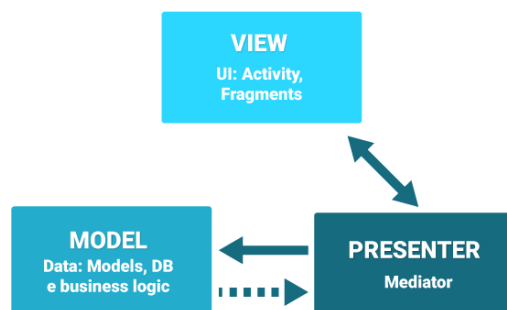 VIEW
UI: Activity,
Fragments
MODEL
Data: Models, DB
e business logic
PRESENTER
Mediator